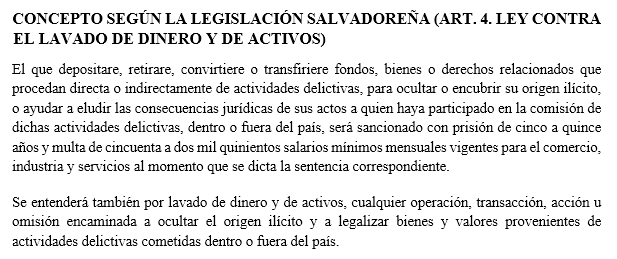 CONCEPTO SEGÚN LA LEGISLACIÓN SALVADOREÑA (ART. 4. LEY CONTRA
EL LAVADO DE DINERO Y DE ACTIVOS)
El que depositare, retirare, convirtiere o transfiriere fondos, bienes o derechos relacionados que
procedan directa o indirectamente de actividades delictivas, para ocultar o encubrir su origen ilícito,
o ayudar a eludir las consecuencias jurídicas de sus actos a quien haya participado en la comisión de
dichas actividades delictivas, dentro o fuera del país, será sancionado con prisión de cinco a quince
años y multa de cincuenta a dos mil quinientos salarios mínimos mensuales vigentes para el comercio,
industria y servicios al momento que se dicta la sentencia correspondiente.
Se entenderá también por lavado de dinero y de activos, cualquier operación, transacción, acción u
omisión encaminada a ocultar el origen ilícito y a legalizar bienes y valores provenientes de
actividades delictivas cometidas dentro o fuera del país.